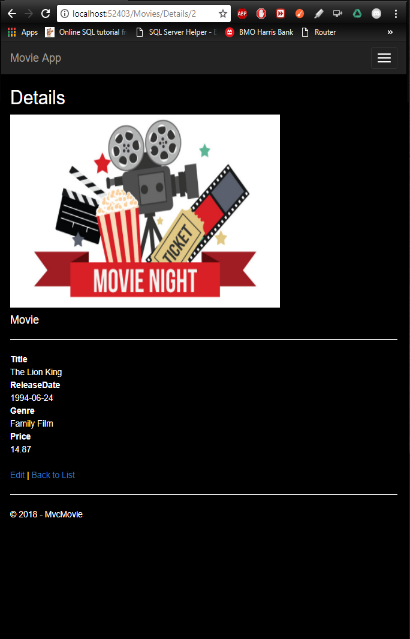 localhost:52403/Movies/Details/2
Apps Online SQL tutorial f SQL Server Helper - BMO Harris Bank Router »
Movie App
Details
TICKET
MOVIE NIGHT
Movie
Title
The Lion King
ReleaseDate
1994-06-24
Genre
Family Film
Price
14.87
Edit | Back to List
© 2018 - MvcMovie